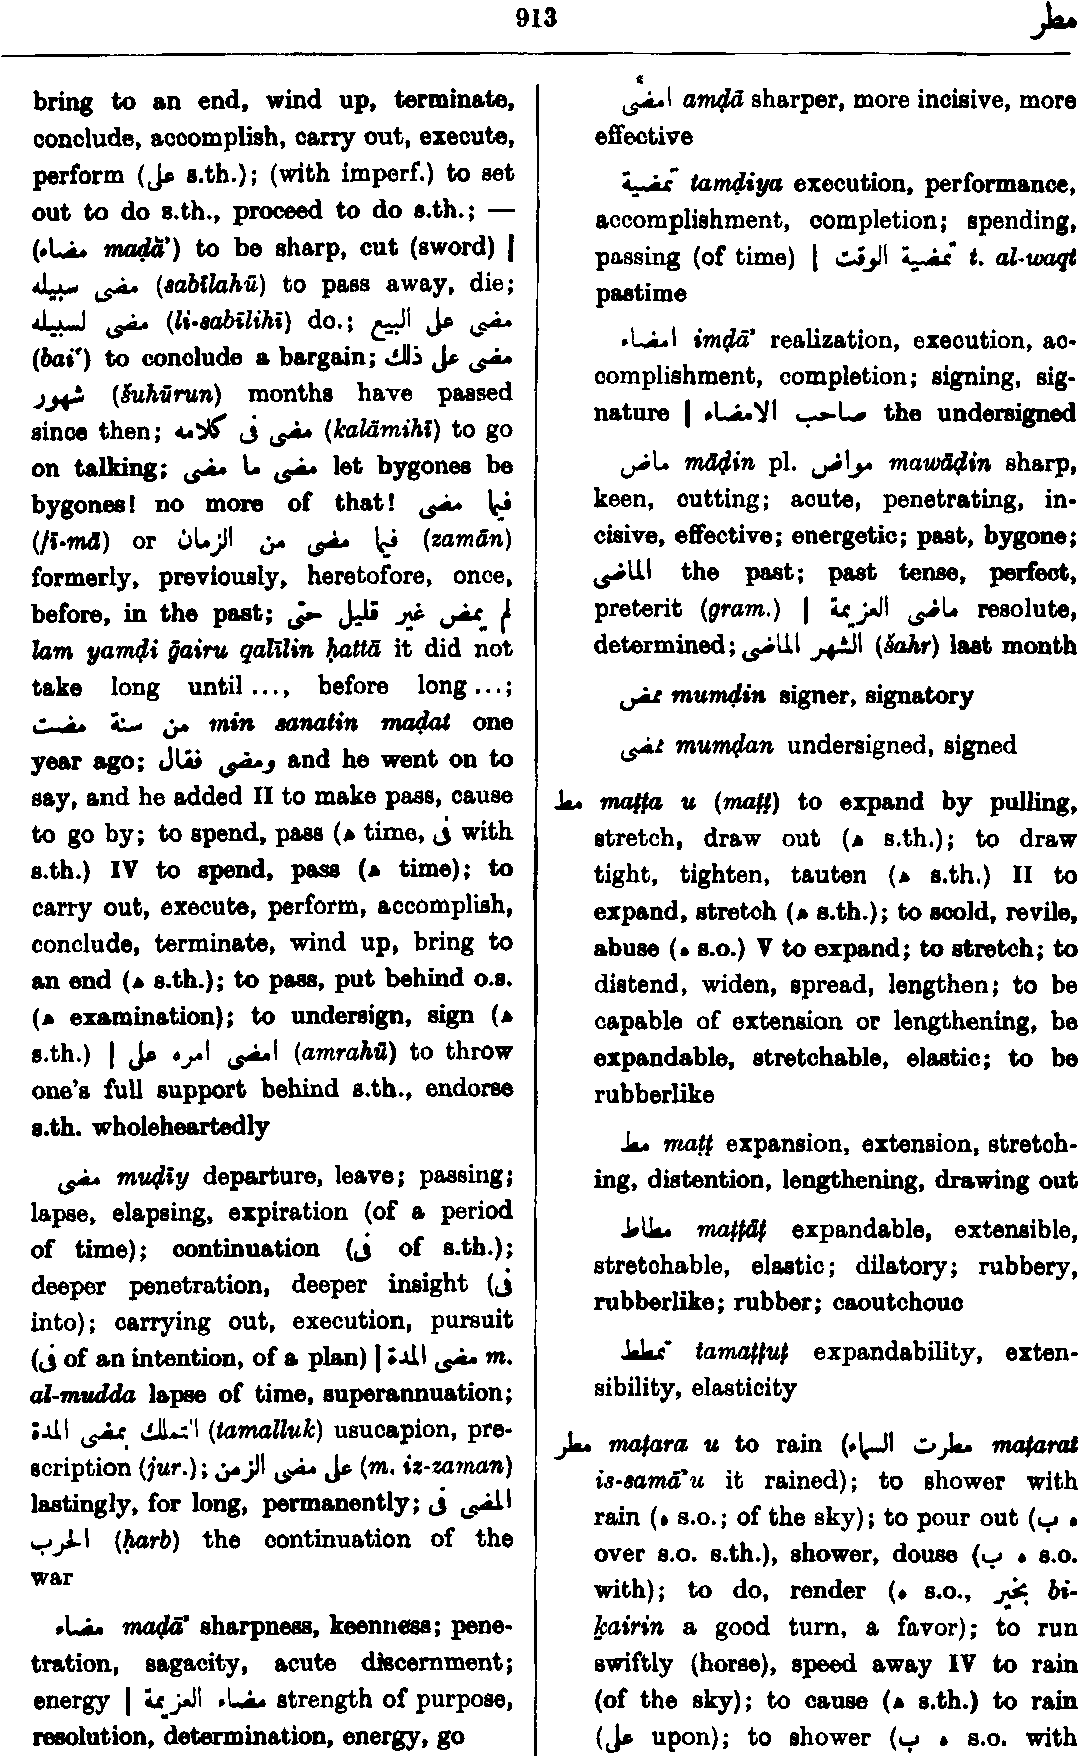 913
مطر
bring to an end, wind up, terminate,
conclude, accomplish, carry out, execute,
perform (على s.th.); (with imperf.) to set
out to do s.th., proceed to do s.th.; —
(مضاء maḍāʾ) to be sharp, cut (sword) |
مضى سبيله (sabīlahū) to pass away, die;
مضى لسبيله (li-sabīlihī) do.; مضى على البيع
(baiʿ) to conclude a bargain; مضى على ذلك
شهور (šuhūrun) months have passed
since then; مضى فى كلامه (kalāmihī) to go
on talking; مضى ما مضى let bygones be
bygones! no more of that! فيما مضى
(fī-mā) or فيما مضى من الزمان (zamān)
formerly, previously, heretofore, once,
before, in the past; لم يمض غير قليل حتى
lam yamḍi ḡairu qalīlin ḥattā it did not
take long until ..., before long ...;
من سنة مضت min sanatin maḍat one
year ago; ومضى فقال and he went on to
say, and he added II to make pass, cause
to go by; to spend, pass (ه time, فى with
s.th.) IV to spend, pass (ه time); to
carry out, execute, perform, accomplish,
conclude, terminate, wind up, bring to
an end (ه s.th.); to pass, put behind o.s.
(ه examination); to undersign, sign (ه
s.th.) | امضى امره على (amrahū) to throw
one's full support behind s.th., endorse
s.th. wholeheartedly
مضى muḍīy departure, leave; passing;
lapse, elapsing, expiration (of a period
of time); continuation (فى of s.th.);
deeper penetration, deeper insight (فى
into); carrying out, execution, pursuit
(فى of an intention, of a plan) | مضى المدة m.
al-mudda lapse of time, superannuation;
التملك بمضى المدة (tamalluk) usucapion, pre-
scription (jur.); على مضى الزمن (m. iz-zaman)
lastingly, for long, permanently; المضى فى
الحرب (ḥarb) the continuation of the
war
مضاء maḍāʾ sharpness, keenness; pene-
tration, sagacity, acute discernment;
energy | مضاء العزيمة strength of purpose,
resolution, determination, energy, go
امضى amḍā sharper, more incisive, more
effective
تمضية tamḍiya execution, performance,
accomplishment, completion; spending,
passing (of time) | تمضية الوقت t. al-waqt
pastime
امضاء imḍāʾ realization, execution, ac-
complishment, completion; signing, sig-
nature | صاحب الامضاء the undersigned
ماض māḍin pl. مواض mawāḍin sharp,
keen, cutting; acute, penetrating, in-
cisive, effective; energetic; past, bygone;
الماضى the past; past tense, perfect,
preterit (gram.) | ماضى العزيمة resolute,
determined; الشهر الماضى (šahr) last month
ممض mumḍin signer, signatory
ممضى mumḍan undersigned, signed
مط maṭṭa u (maṭṭ) to expand by pulling,
stretch, draw out (ه s.th.); to draw
tight, tighten, tauten (ه s.th.) II to
expand, stretch (ه s.th.); to scold, revile,
abuse (ه s.o.) V to expand; to stretch; to
distend, widen, spread, lengthen; to be
capable of extension or lengthening, be
expandable, stretchable, elastic; to be
rubberlike
مط maṭṭ expansion, extension, stretch-
ing, distention, lengthening, drawing out
مطاط maṭṭāṭ expandable, extensible,
stretchable, elastic; dilatory; rubbery,
rubberlike; rubber; caoutchouc
تمطط tamaṭṭuṭ expandability, exten-
sibility, elasticity
مطر maṭara u to rain (مطرت السماء maṭarat
is-samāʾu it rained); to shower with
rain (ه s.o.; of the sky); to pour out (ه ب
over s.o. s.th.), shower, douse (ه ب s.o.
with); to do, render (ه s.o., بخير bi-
ḵairin a good turn, a favor); to run
swiftly (horse), speed away IV to rain
(of the sky); to cause (ه s.th.) to rain
(على upon); to shower (ه ب s.o. with